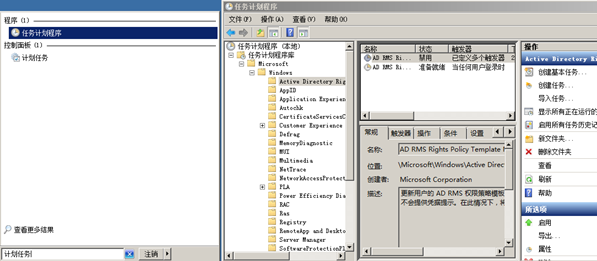 程序 (1)
任务计划程序
控制面板 (1)
计划任务
查看更多结果
计划任务
注销
任务计划程序
文件(F) 操作(A) 查看(V) 帮助(H)
任务计划程序 (本地)
任务计划程序库
Microsoft
Windows
Active Directory Rig
AppID
Application Experien
Autochk
CertificateServicesC
Customer Experience
Defrag
MemoryDiagnostic
MUI
Multimedia
NetTrace
NetworkAccessProtect
PLA
Power Efficiency Dia
RAC
Ras
Registry
RemoteApp and Deskto
Server Manager
SoftwareProtectionPl
名称 状态 触发器
AD RMS Ri... 禁用 已定义多个触发器 2
AD RMS Ri... 准备就绪 当任何用户登录时
常规 触发器 操作 条件 设置
名称: AD RMS Rights Policy Template M
位置: \Microsoft\Windows\Active Direc
创建者: Microsoft Corporation
描述: 更新用户的 AD RMS 权限策略模板
不会提供凭据提示。在此情况下，将
操作
Active Directory R
创建基本任务...
创建任务...
导入任务...
显示所有正在运行的
启用所有任务历史记
新文件夹...
删除文件夹
查看
刷新
帮助
所选项
启用
导出...
属性